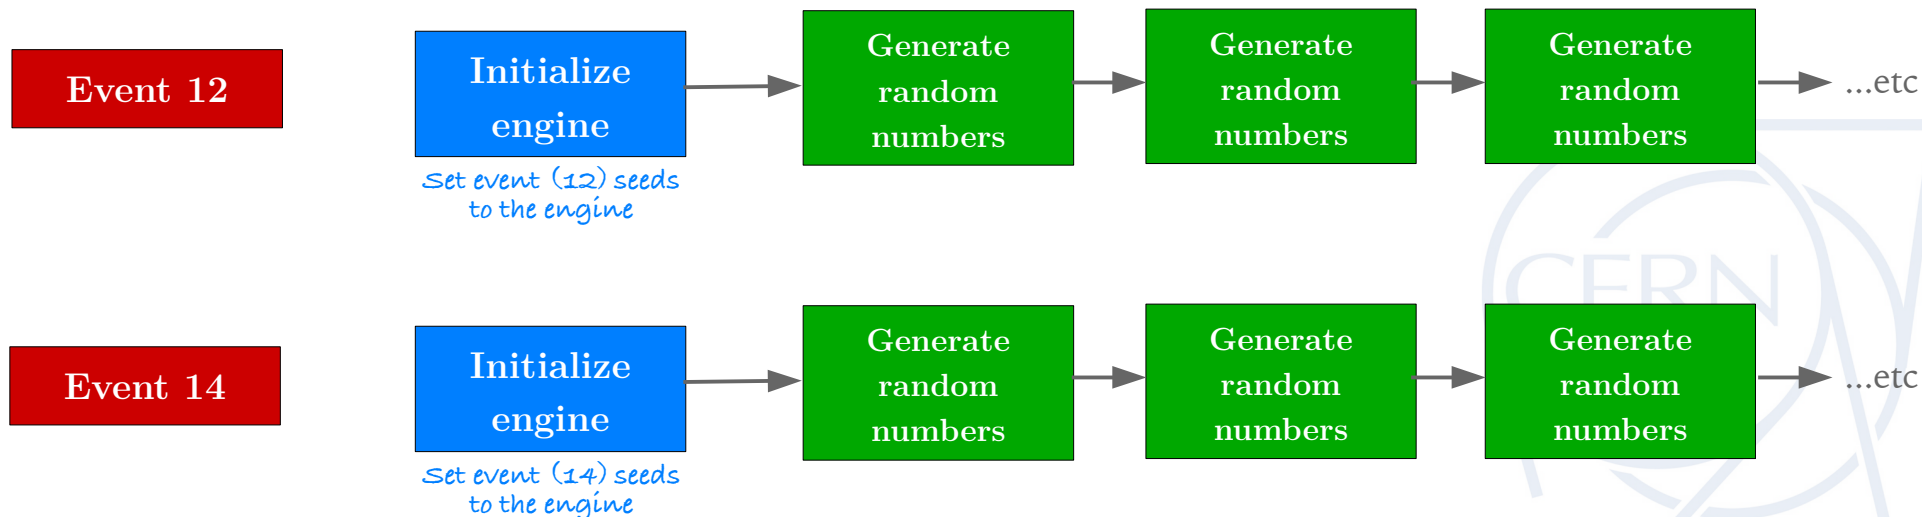 Event 12
Initialize
engine
Set event (12) seeds
to the engine
Generate
random
numbers
Generate
random
numbers
Generate
random
numbers
...etc
CERN
Event 14
Initialize
engine
Set event (14) seeds
to the engine
Generate
random
numbers
Generate
random
numbers
Generate
random
numbers
...etc